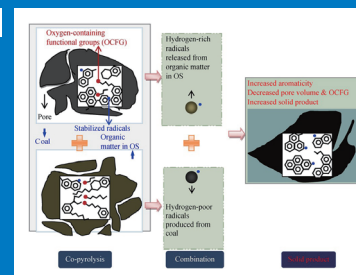 Oxygen-containing
functional groups (OCFG)
Pore
Coal
Stabilized radicals
Organic
matter in OS
Co-pyrolysis
Hydrogen-rich
radicals
released from
organic matter
in OS
Hydrogen-poor
radicals
produced from
coal
Combination
Increased aromaticity
Decreased pore volume & OCFG
Increased solid product
Solid product